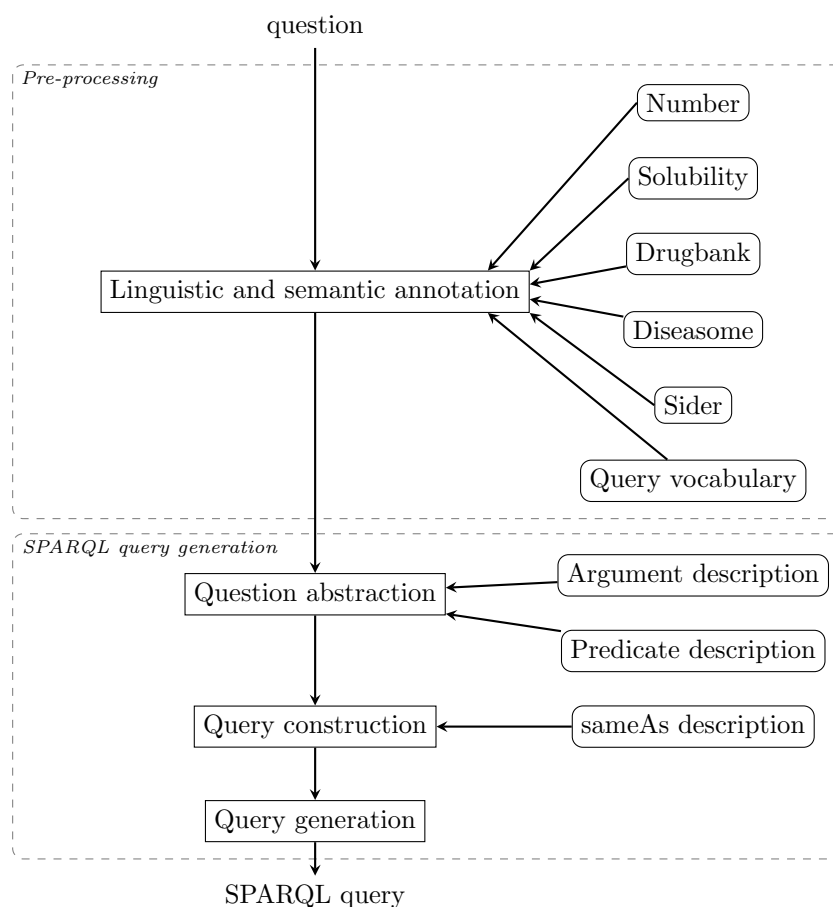 question
Pre-processing
Number
Solubility
Drugbank
Linguistic and semantic annotation
Diseasome
Sider
Query vocabulary
SPARQL query generation
Argument description
Question abstraction
Predicate description
Query construction
sameAs description
Query generation
SPARQL query